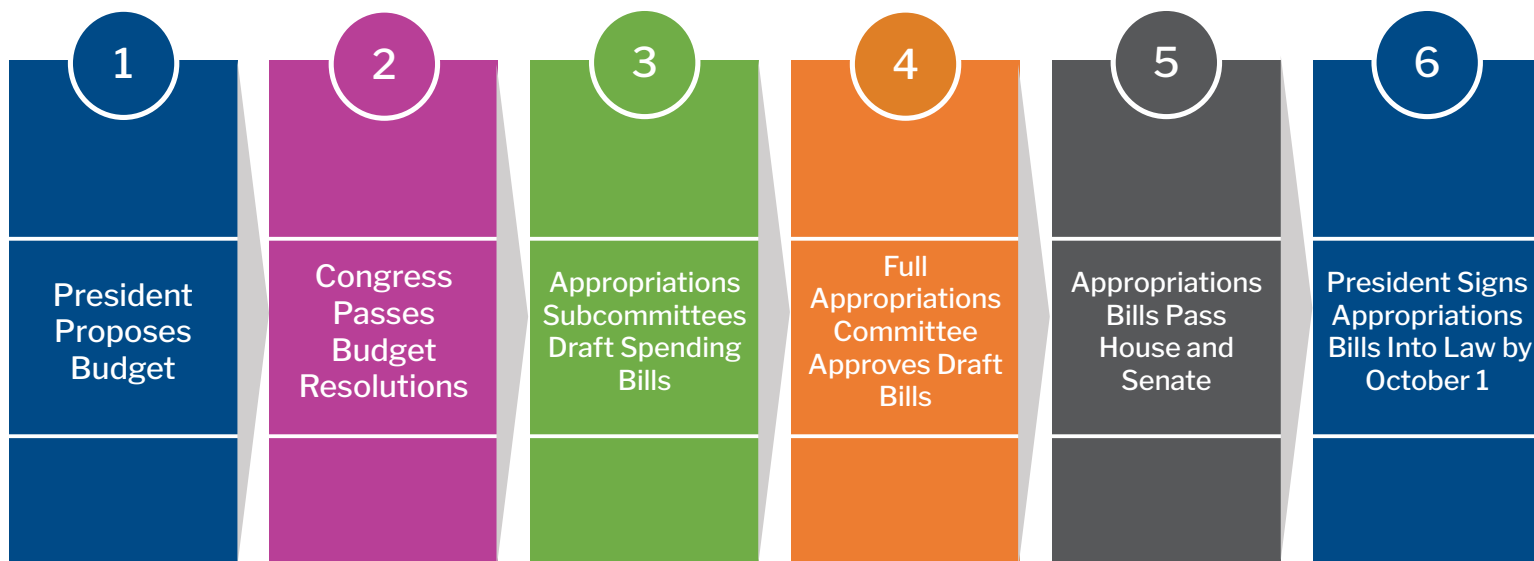 1
President
Proposes
Budget
2
Congress
Passes
Budget
Resolutions
3
Appropriations
Subcommittees
Draft Spending
Bills
4
Full
Appropriations
Committee
Approves Draft
Bills
5
Appropriations
Bills Pass
House and
Senate
6
President Signs
Appropriations
Bills Into Law by
October 1